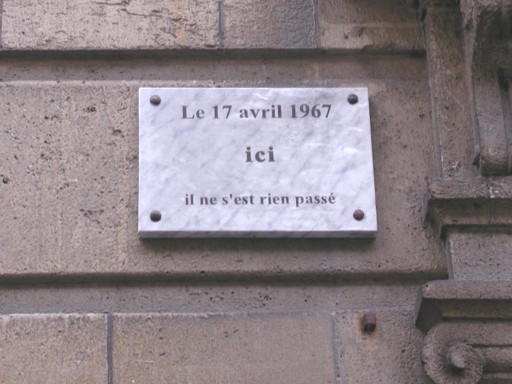 Le 17 avril 1967
ici
il ne s'est rien passé